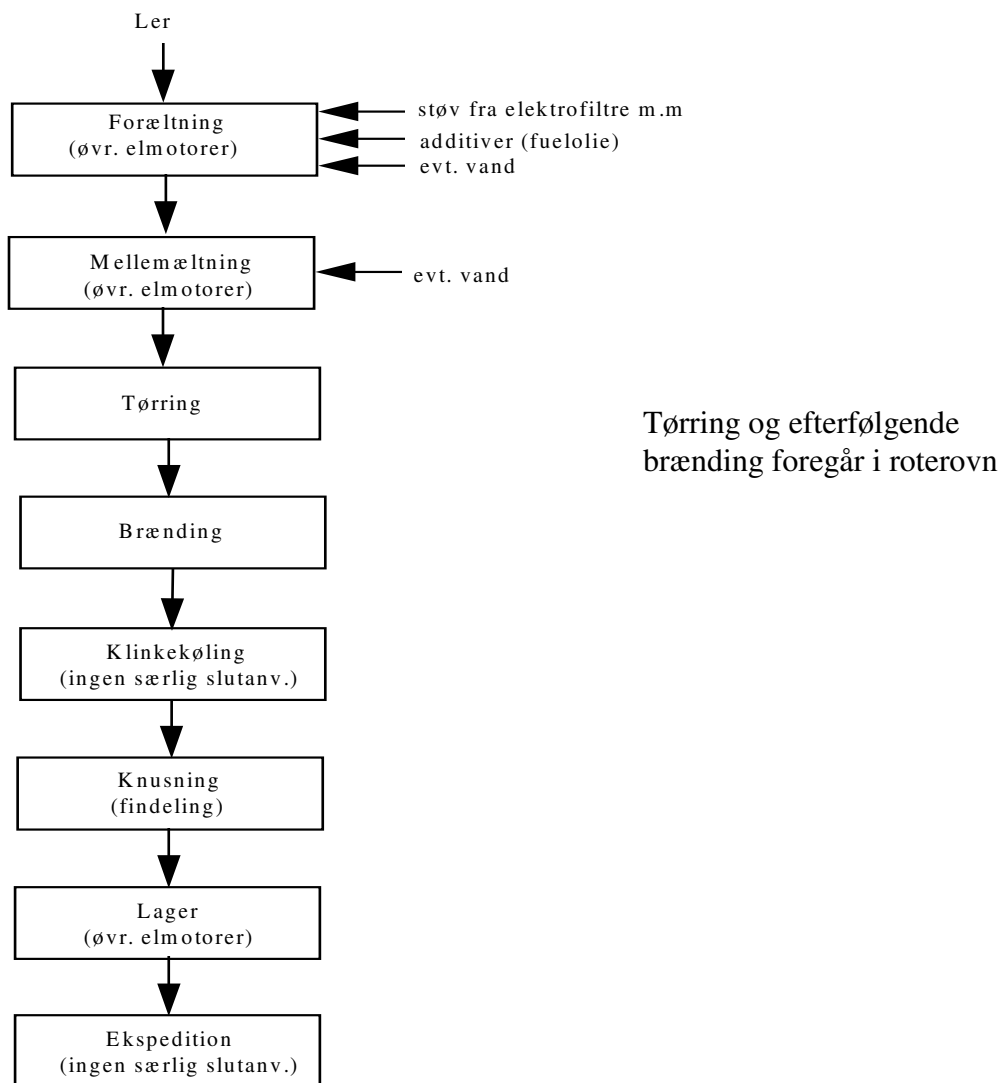 Ler
Foræltning
(øvr. elmotorer)
støv fra elektrofiltre m.m
additiver (fuelolie)
evt. vand
Mellemæltning
(øvr. elmotorer)
evt. vand
Tørring
Tørring og efterfølgende
brænding foregår i roterovn
Brænding
Klinkekøling
(ingen særlig slutanv.)
Knusning
(findeling)
Lager
(øvr. elmotorer)
Ekspedition
(ingen særlig slutanv.)